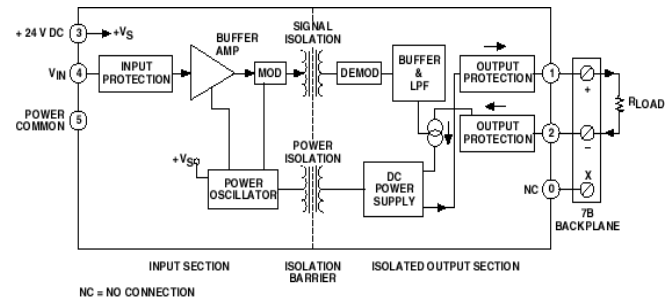 + 24 V DC
3
+VS
VIN
4
POWER
COMMON
5
INPUT
PROTECTION
BUFFER
AMP
MOD
SIGNAL
ISOLATION
DEMOD
BUFFER
&
LPF
OUTPUT
PROTECTION
1
+
RLOAD
OUTPUT
PROTECTION
2
–
+VS
POWER
OSCILLATOR
POWER
ISOLATION
DC
POWER
SUPPLY
NC
0
X
7B
BACKPLANE
INPUT SECTION
ISOLATION
BARRIER
ISOLATED OUTPUT SECTION
NC = NO CONNECTION